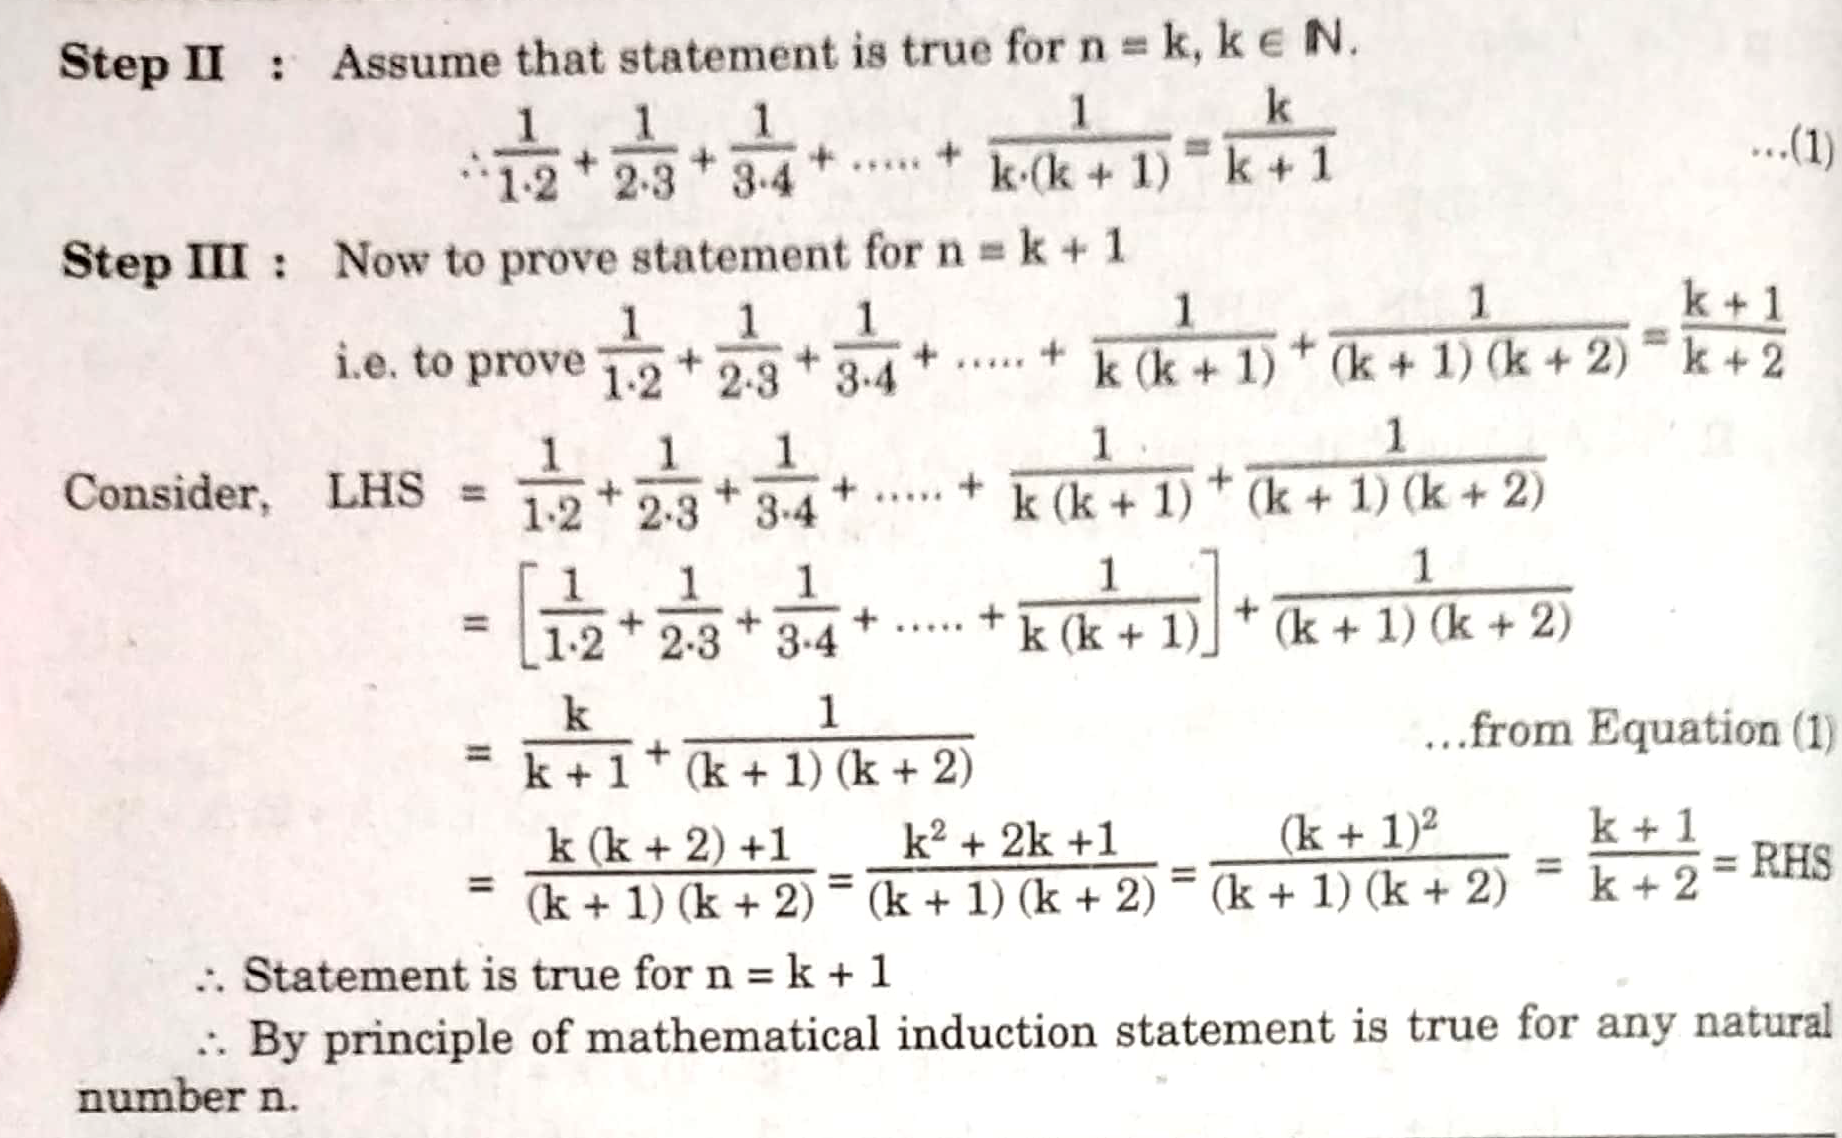 Step II : Assume that statement is true for n = k, k ∈ ℕ.
∴ 1/1·2 + 1/2·3 + 1/3·4 + ..... + 1/k·(k + 1) = k/k + 1 ...(1)
Step III : Now to prove statement for n = k + 1
i.e. to prove 1/1·2 + 1/2·3 + 1/3·4 + ..... + 1/k (k + 1) + 1/(k + 1) (k + 2) = k + 1/k + 2
Consider, LHS = 1/1·2 + 1/2·3 + 1/3·4 + ..... + 1/k (k + 1) + 1/(k + 1) (k + 2)
= [1/1·2 + 1/2·3 + 1/3·4 + ..... + 1/k (k + 1)] + 1/(k + 1) (k + 2)
= k/k + 1 + 1/(k + 1) (k + 2) ...from Equation (1)
= k (k + 2) +1/(k + 1) (k + 2) = k² + 2k +1/(k + 1) (k + 2) = (k + 1)²/(k + 1) (k + 2) = k + 1/k + 2 = RHS
∴ Statement is true for n = k + 1
∴ By principle of mathematical induction statement is true for any natural
number n.